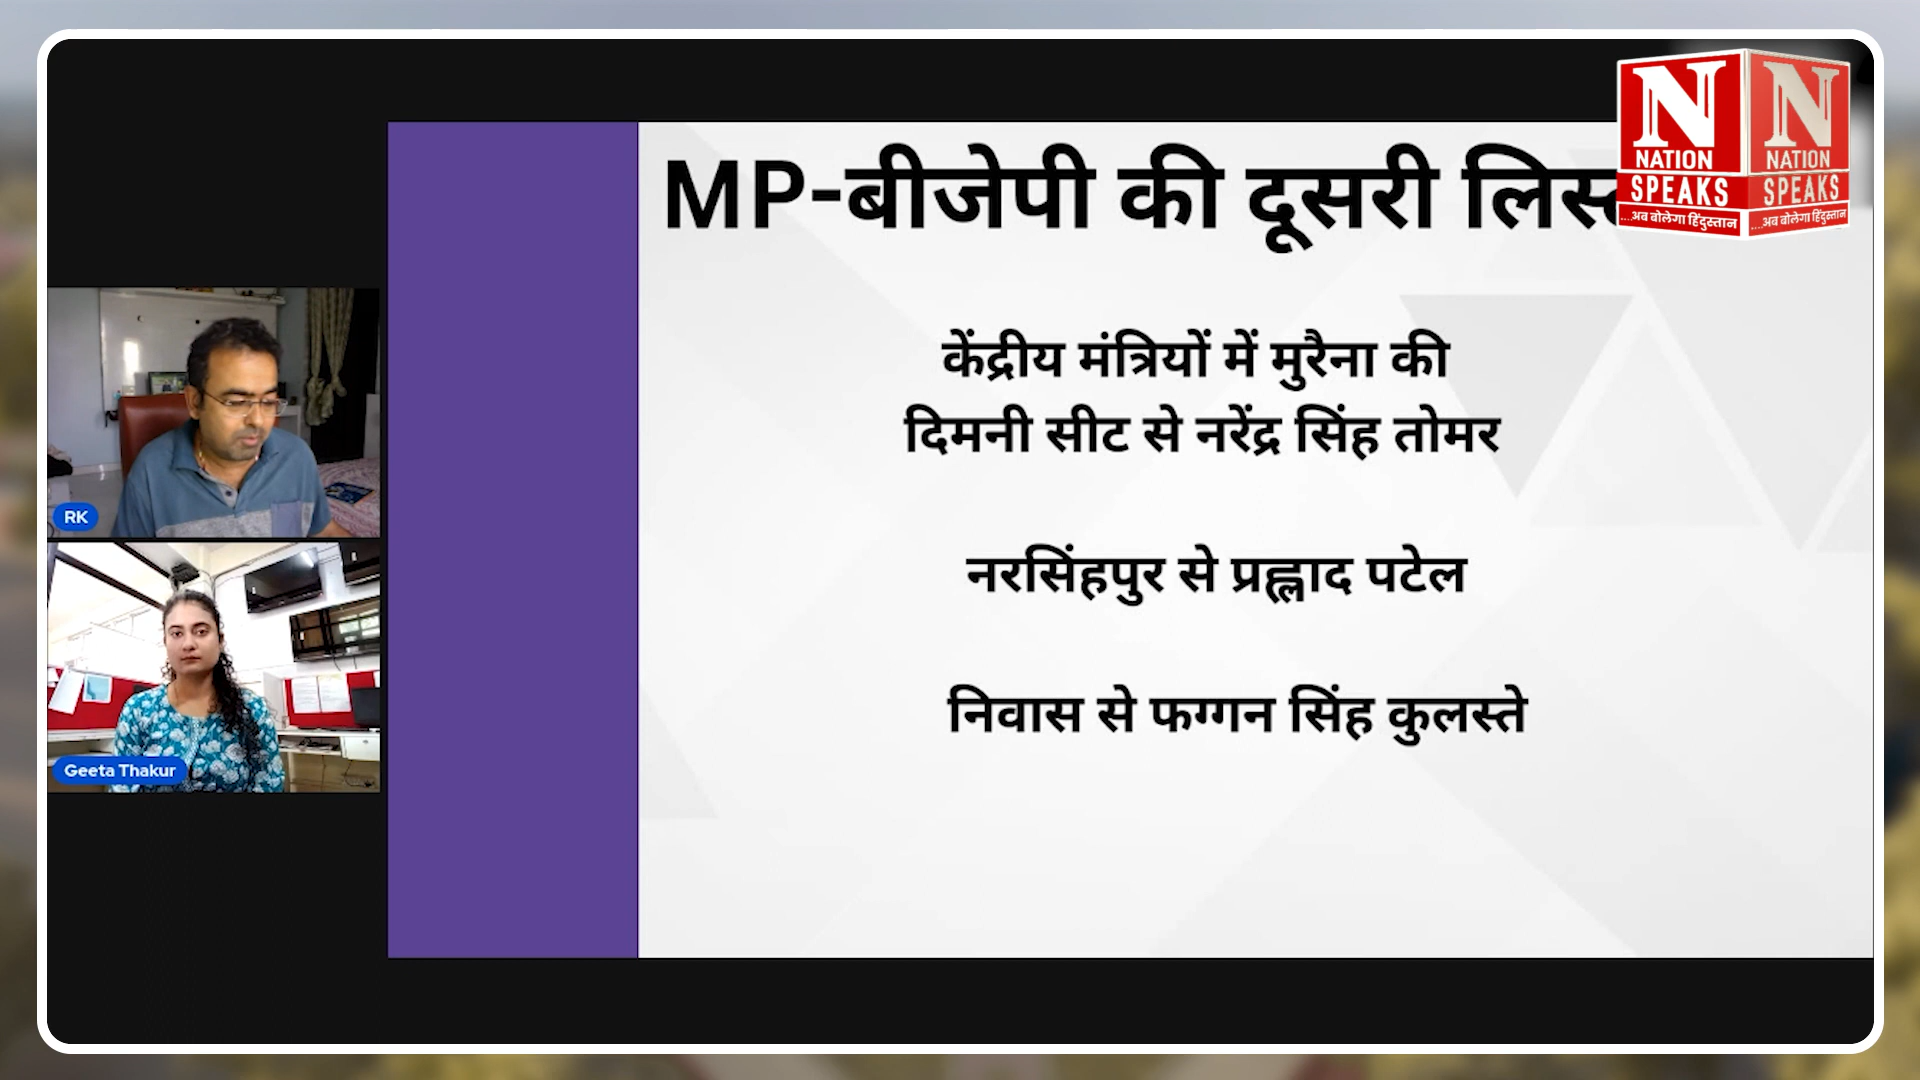 MP-बीजेपी की दूसरी लिस्
केंद्रीय मंत्रियों में मुरैना की
दिमनी सीट से नरेंद्र सिंह तोमर
नरसिंहपुर से प्रह्लाद पटेल
निवास से फग्गन सिंह कुलस्ते
RK
Geeta Thakur
N N
NATION NATION
SPEAKS SPEAKS
....अब बोलेगा हिंदुस्तान ....अब बोलेगा हिंदुस्तान